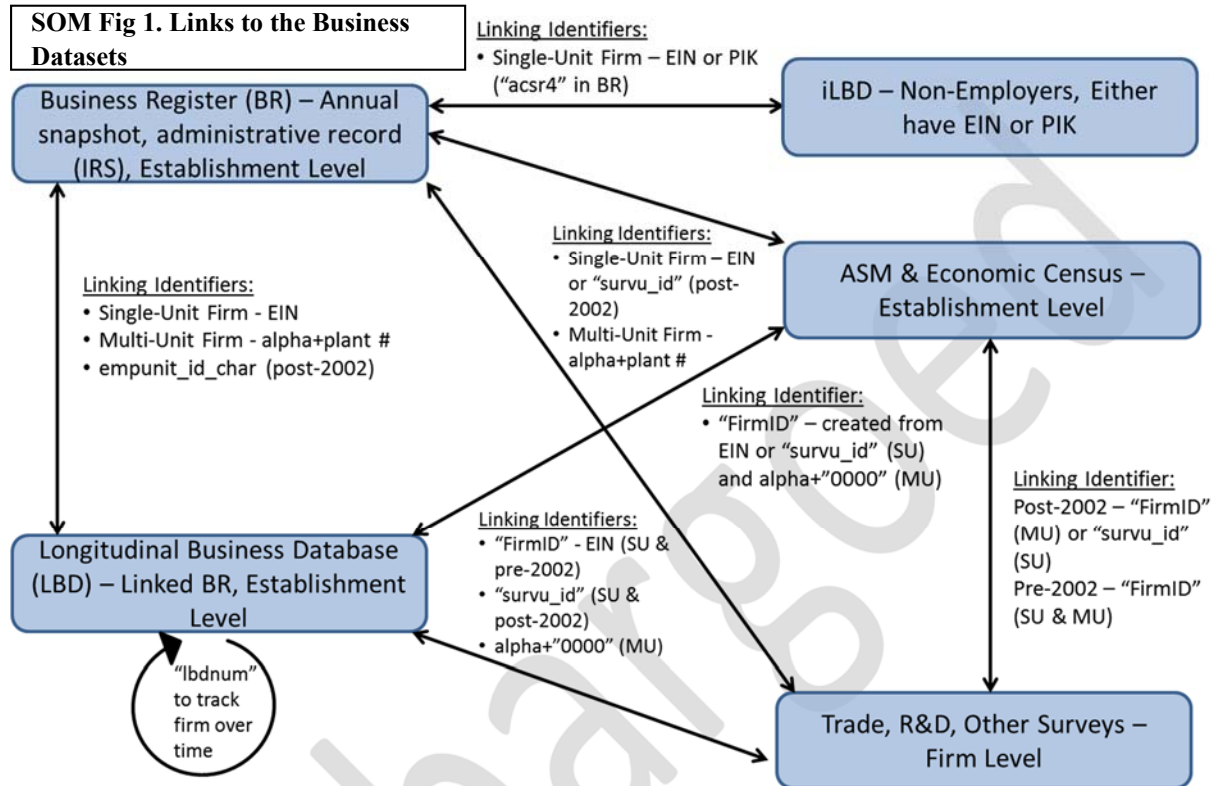 SOM Fig 1. Links to the Business
Datasets
Linking Identifiers:
• Single-Unit Firm – EIN or PIK
("acsr4" in BR)
Business Register (BR) – Annual
snapshot, administrative record
(IRS), Establishment Level
iLBD – Non-Employers, Either
have EIN or PIK
Linking Identifiers:
• Single-Unit Firm - EIN
• Multi-Unit Firm - alpha+plant #
• empunit_id_char (post-2002)
Linking Identifiers:
• Single-Unit Firm – EIN
or "survu_id" (post-
2002)
• Multi-Unit Firm -
alpha+plant #
ASM & Economic Census –
Establishment Level
Linking Identifier:
• "FirmID" – created from
EIN or "survu_id" (SU)
and alpha+"0000" (MU)
Linking Identifier:
Post-2002 – "FirmID"
(MU) or "survu_id"
(SU)
Pre-2002 – "FirmID"
(SU & MU)
Longitudinal Business Database
(LBD) – Linked BR, Establishment
Level
Linking Identifiers:
• "FirmID" - EIN (SU &
pre-2002)
• "survu_id" (SU &
post-2002)
• alpha+"0000" (MU)
"lbdnum"
to track
firm over
time
Trade, R&D, Other Surveys –
Firm Level